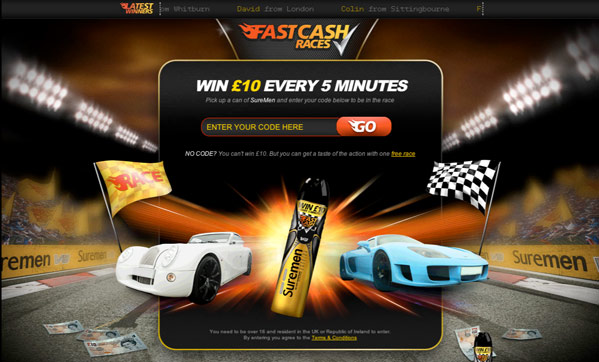 LATEST
WINNERS
om Whitburn David from London Colin from Sittingbourne F
FAST CASH
RACES
WIN £10 EVERY 5 MINUTES
Pick up a can of SureMen and enter your code below to be in the race
ENTER YOUR CODE HERE
GO
NO CODE? You can't win £10. But you can get a taste of the action with one free race
RACE
WIN £10
Suremen
Suremen
Suremen
You need to be over 16 and resident in the UK or Republic of Ireland to enter.
By entering you agree to the Terms & Conditions